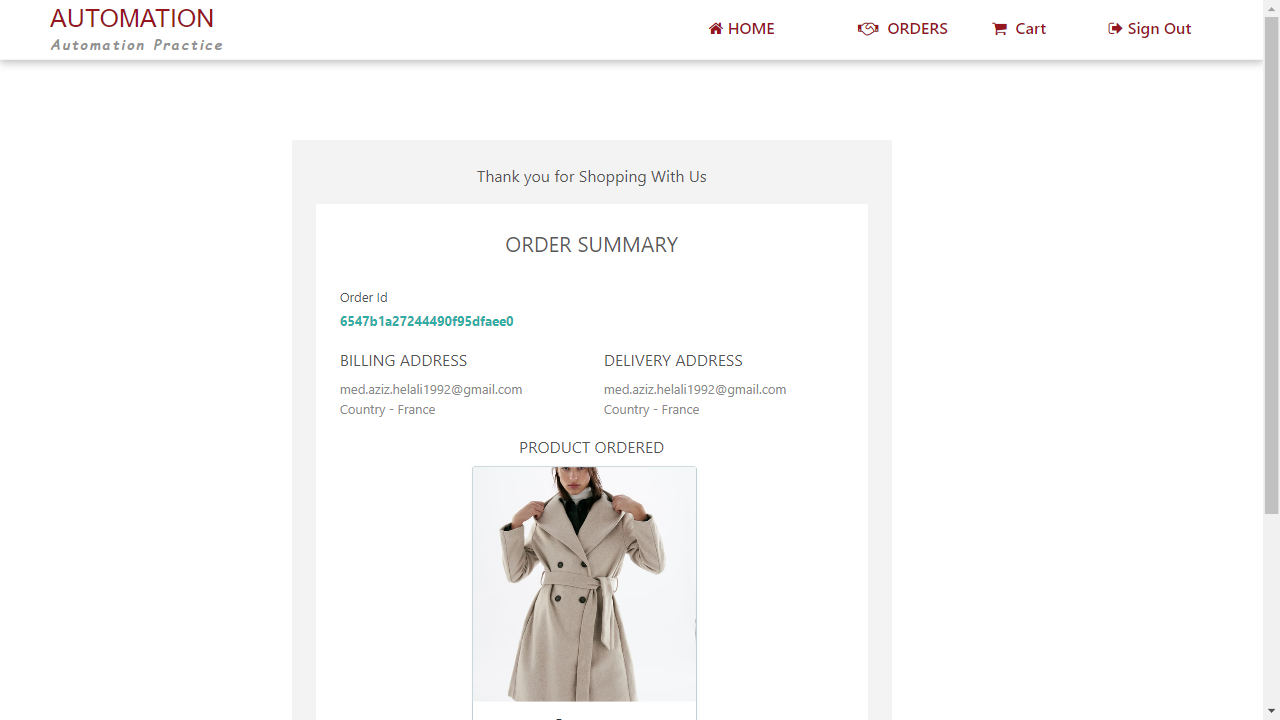 AUTOMATION
Automation Practice
HOME
ORDERS
Cart
Sign Out
Thank you for Shopping With Us
ORDER SUMMARY
Order Id
6547b1a27244490f95dfaee0
BILLING ADDRESS
DELIVERY ADDRESS
med.aziz.helali1992@gmail.com
med.aziz.helali1992@gmail.com
Country - France
Country - France
PRODUCT ORDERED